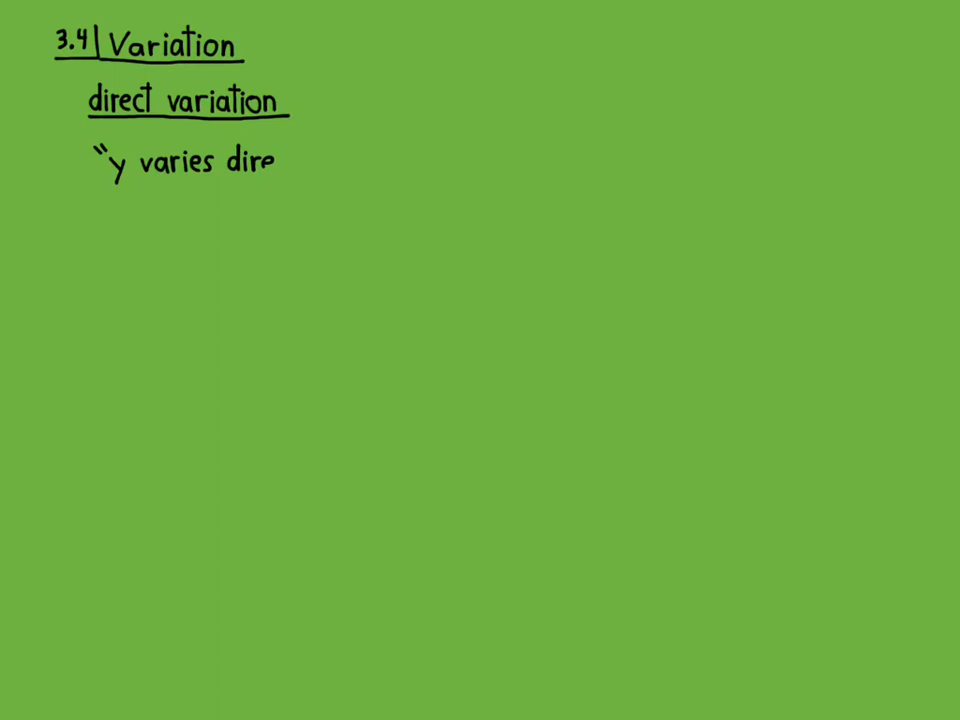 3.4| Variation
direct variation
"y varies dire